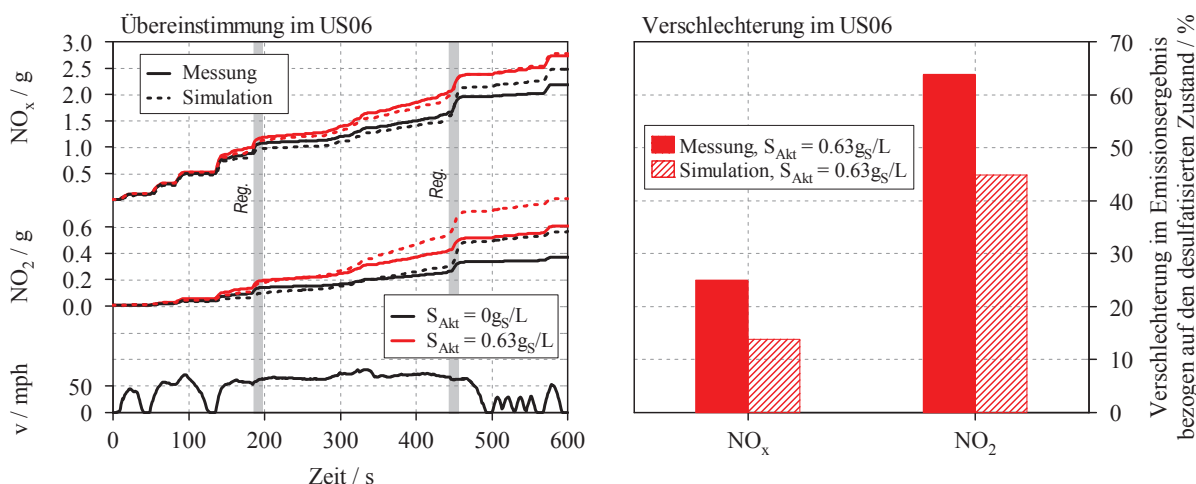 Übereinstimmung im US06
NOx / g
3.0
2.5
2.0
1.5
1.0
0.5
Messung
Simulation
Reg.
Reg.
NO2 / g
0.6
0.4
0.2
0.0
SAkt = 0gS/L
SAkt = 0.63gS/L
v / mph
50
0
0 100 200 300 400 500 600
Zeit / s
Verschlechterung im US06
Messung, SAkt = 0.63gS/L
Simulation, SAkt = 0.63gS/L
NOx NO2
70
60
50
40
30
20
10
0
Verschlechterung im Emissionsergebnis
bezogen auf den desulfatisierten Zustand / %